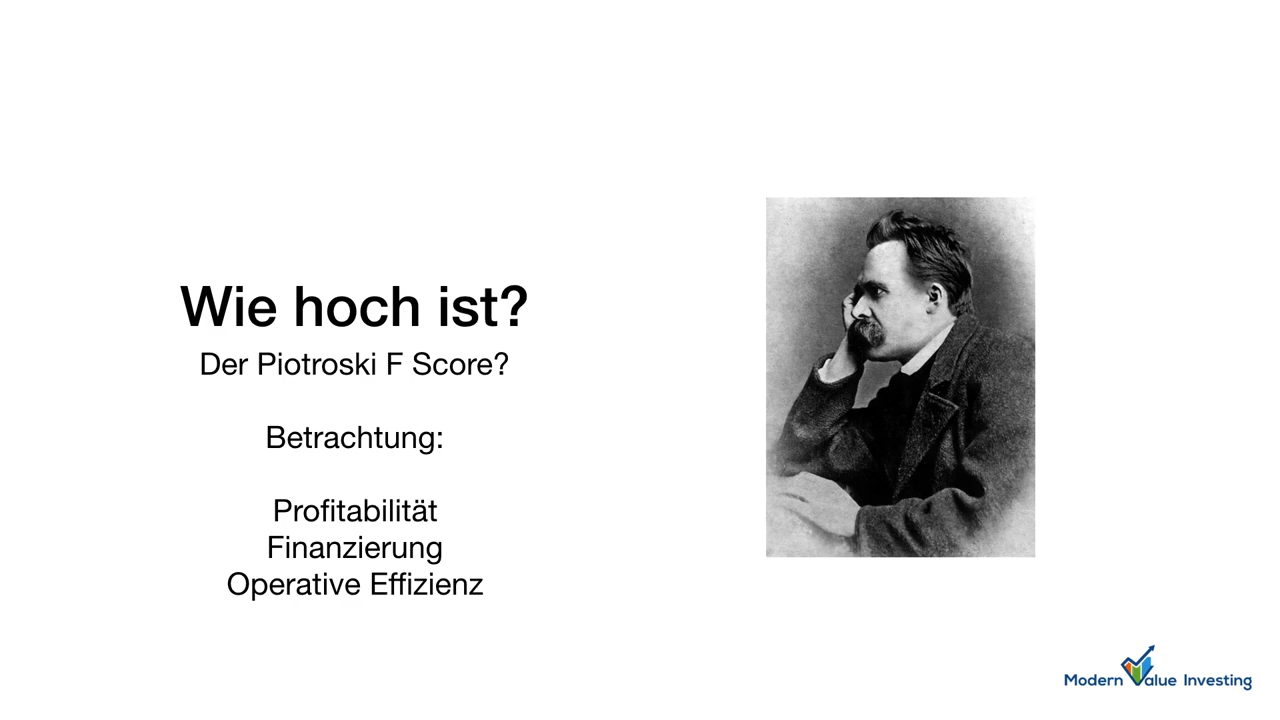 Wie hoch ist?
Der Piotroski F Score?
Betrachtung:
Profitabilität
Finanzierung
Operative Effizienz
Modern Value Investing